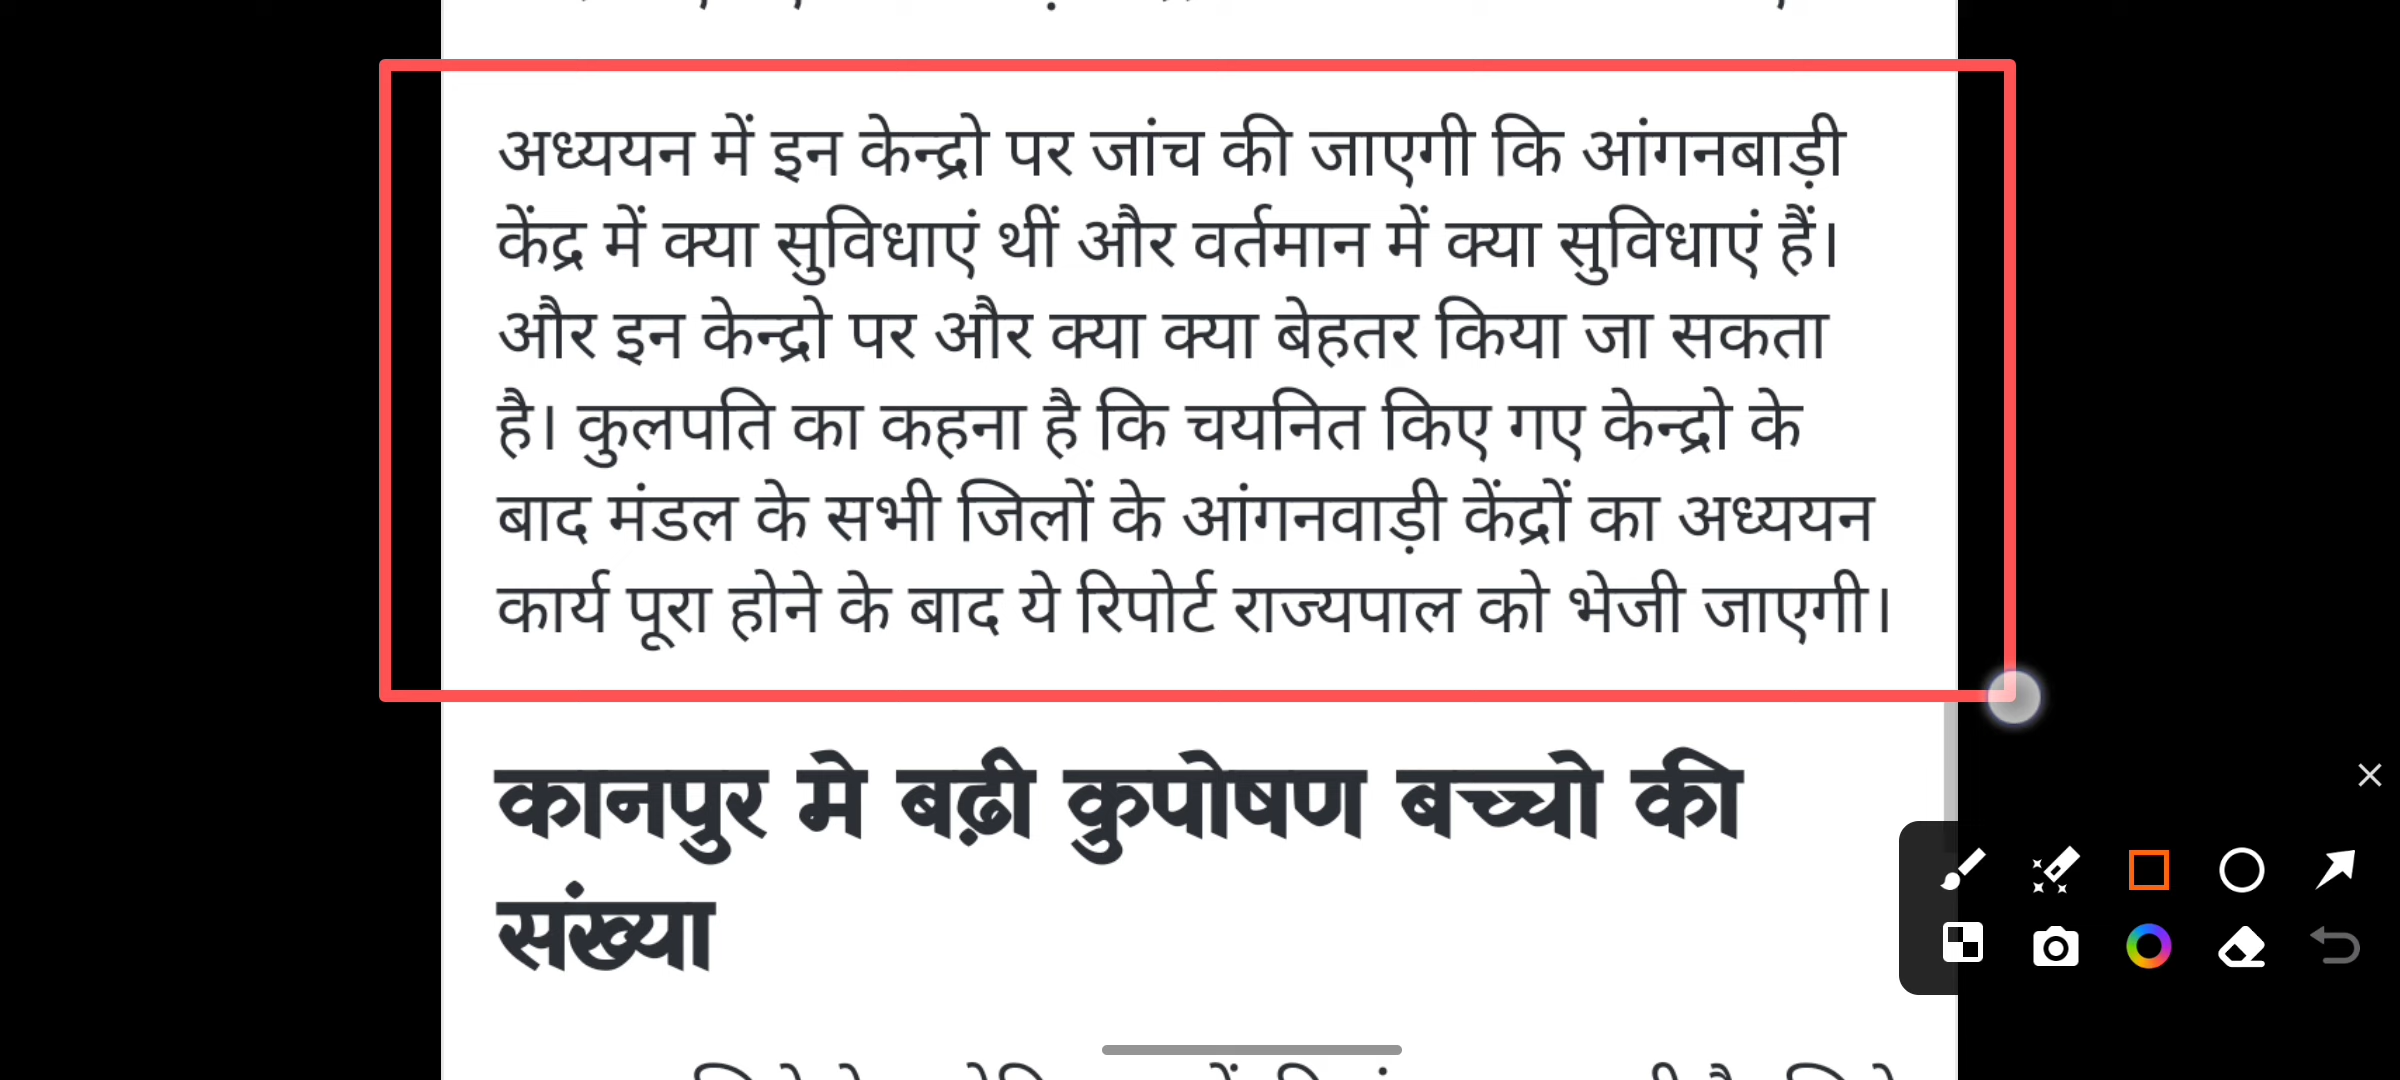 अध्ययन में इन केन्द्रो पर जांच की जाएगी कि आंगनबाड़ी
केंद्र में क्या सुविधाएं थीं और वर्तमान में क्या सुविधाएं हैं।
और इन केन्द्रो पर और क्या क्या बेहतर किया जा सकता
है। कुलपति का कहना है कि चयनित किए गए केन्द्रो के
बाद मंडल के सभी जिलों के आंगनवाड़ी केंद्रों का अध्ययन
कार्य पूरा होने के बाद ये रिपोर्ट राज्यपाल को भेजी जाएगी।
कानपुर मे बढ़ी कुपोषण बच्चो की
संख्या